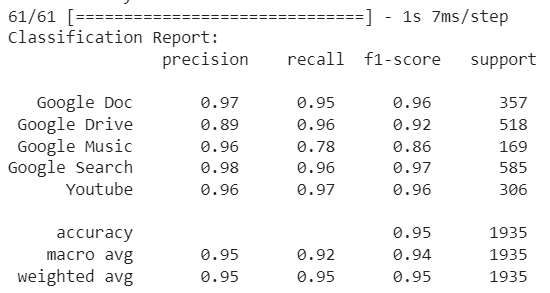 61/61 [==============================] - 1s 7ms/step
Classification Report:
precision recall f1-score support
Google Doc 0.97 0.95 0.96 357
Google Drive 0.89 0.96 0.92 518
Google Music 0.96 0.78 0.86 169
Google Search 0.98 0.96 0.97 585
Youtube 0.96 0.97 0.96 306
accuracy 0.95 1935
macro avg 0.95 0.92 0.94 1935
weighted avg 0.95 0.95 0.95 1935